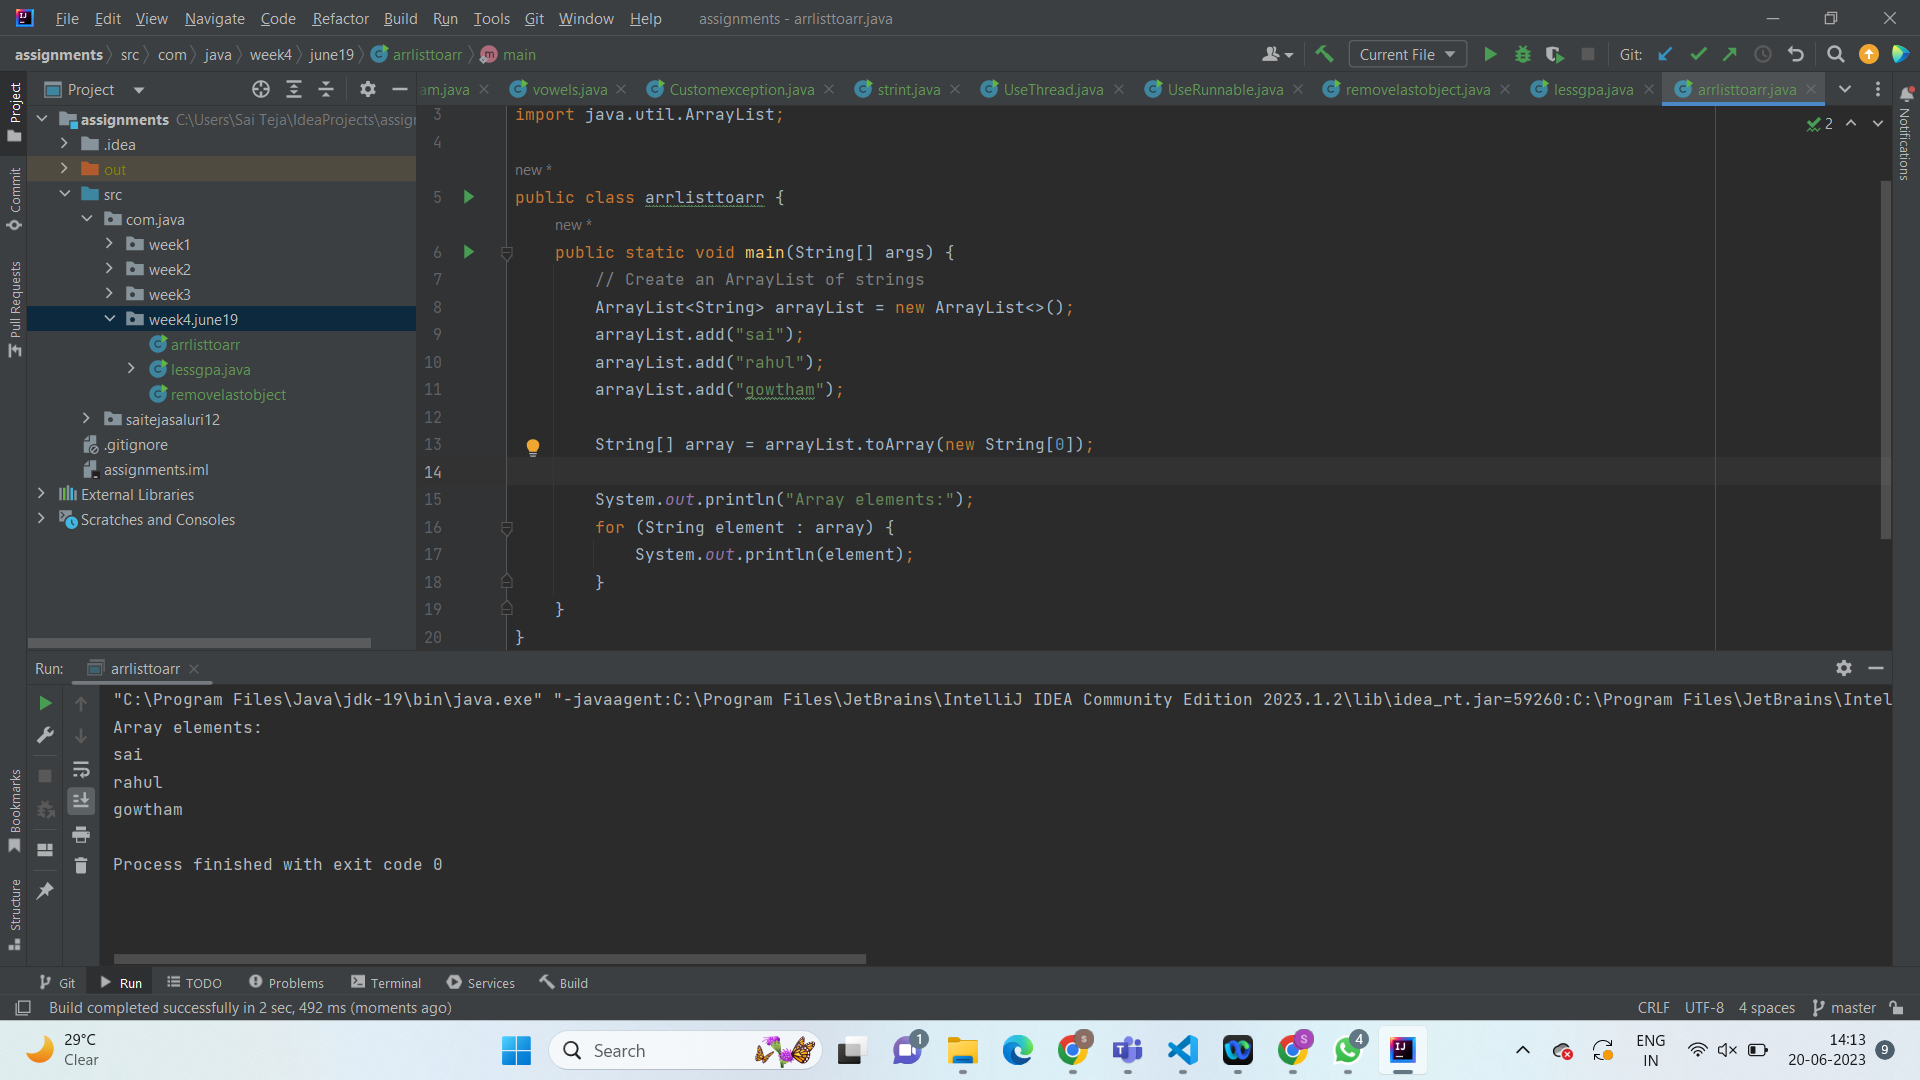 File Edit View Navigate Code Refactor Build Run Tools Git Window Help assignments - arrlisttoarr.java
assignments src com java week4 june19 arrlisttoarr main Current File Git:
Project
am.java vowels.java Customexception.java strint.java UseThread.java UseRunnable.java removelastobject.java lessgpa.java arrlisttoarr.java
assignments C:\Users\Sai Teja\IdeaProjects\assign
.idea
out
src
com.java
week1
week2
week3
week4.june19
arrlisttoarr
lessgpa.java
removelastobject
saitejasaluri12
.gitignore
assignments.iml
External Libraries
Scratches and Consoles
Project
Commit
Pull Requests
Bookmarks
Structure
Notifications
2
3 import java.util.ArrayList;
4
new *
5 public class arrlisttoarr {
new *
6 public static void main(String[] args) {
7 // Create an ArrayList of strings
8 ArrayList<String> arrayList = new ArrayList<>();
9 arrayList.add("sai");
10 arrayList.add("rahul");
11 arrayList.add("gowtham");
12
13 String[] array = arrayList.toArray(new String[0]);
14
15 System.out.println("Array elements:");
16 for (String element : array) {
17 System.out.println(element);
18 }
19 }
20 }
Run: arrlisttoarr
"C:\Program Files\Java\jdk-19\bin\java.exe" "-javaagent:C:\Program Files\JetBrains\IntelliJ IDEA Community Edition 2023.1.2\lib\idea_rt.jar=59260:C:\Program Files\JetBrains\Intel
Array elements:
sai
rahul
gowtham
Process finished with exit code 0
Git Run TODO Problems Terminal Services Build
Build completed successfully in 2 sec, 492 ms (moments ago) CRLF UTF-8 4 spaces master
29°C
Clear
Search
1
S
S
4
ENG
IN
14:13
20-06-2023
9